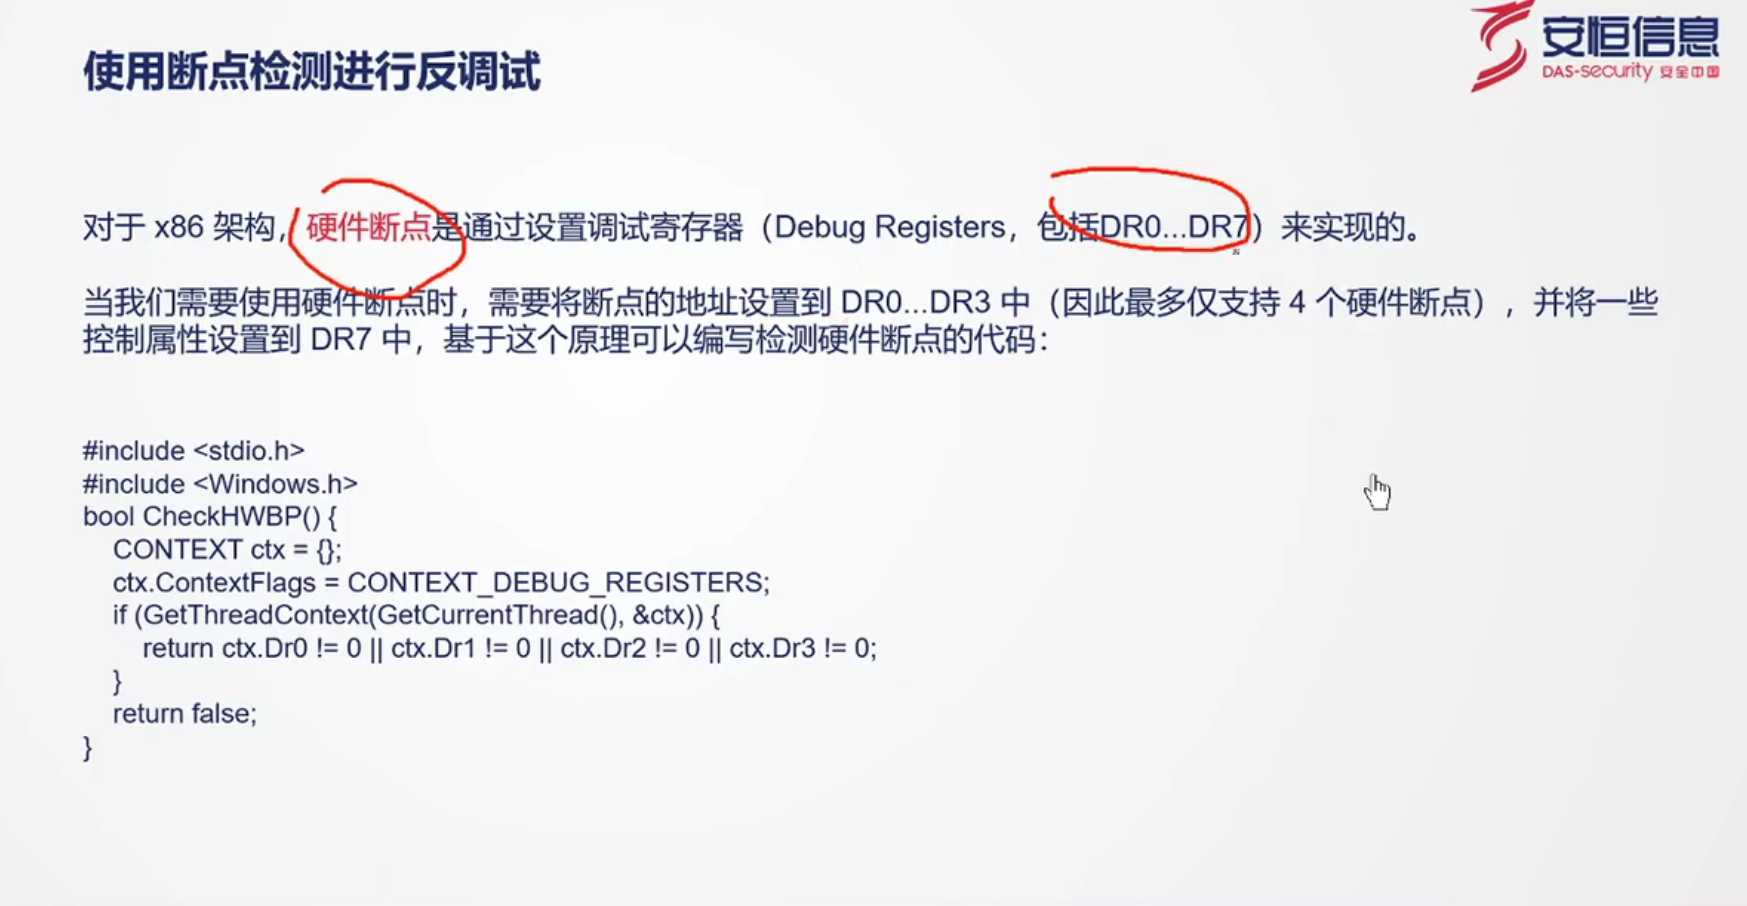 使用断点检测进行反调试
安恒信息
DAS-security 安全中国
对于 x86 架构，硬件断点是通过设置调试寄存器（Debug Registers，包括DR0...DR7）来实现的。
当我们需要使用硬件断点时，需要将断点的地址设置到 DR0...DR3 中（因此最多仅支持 4 个硬件断点），并将一些
控制属性设置到 DR7 中，基于这个原理可以编写检测硬件断点的代码：
#include <stdio.h>
#include <Windows.h>
bool CheckHWBP() {
    CONTEXT ctx = {};
    ctx.ContextFlags = CONTEXT_DEBUG_REGISTERS;
    if (GetThreadContext(GetCurrentThread(), &ctx)) {
        return ctx.Dr0 != 0 || ctx.Dr1 != 0 || ctx.Dr2 != 0 || ctx.Dr3 != 0;
    }
    return false;
}